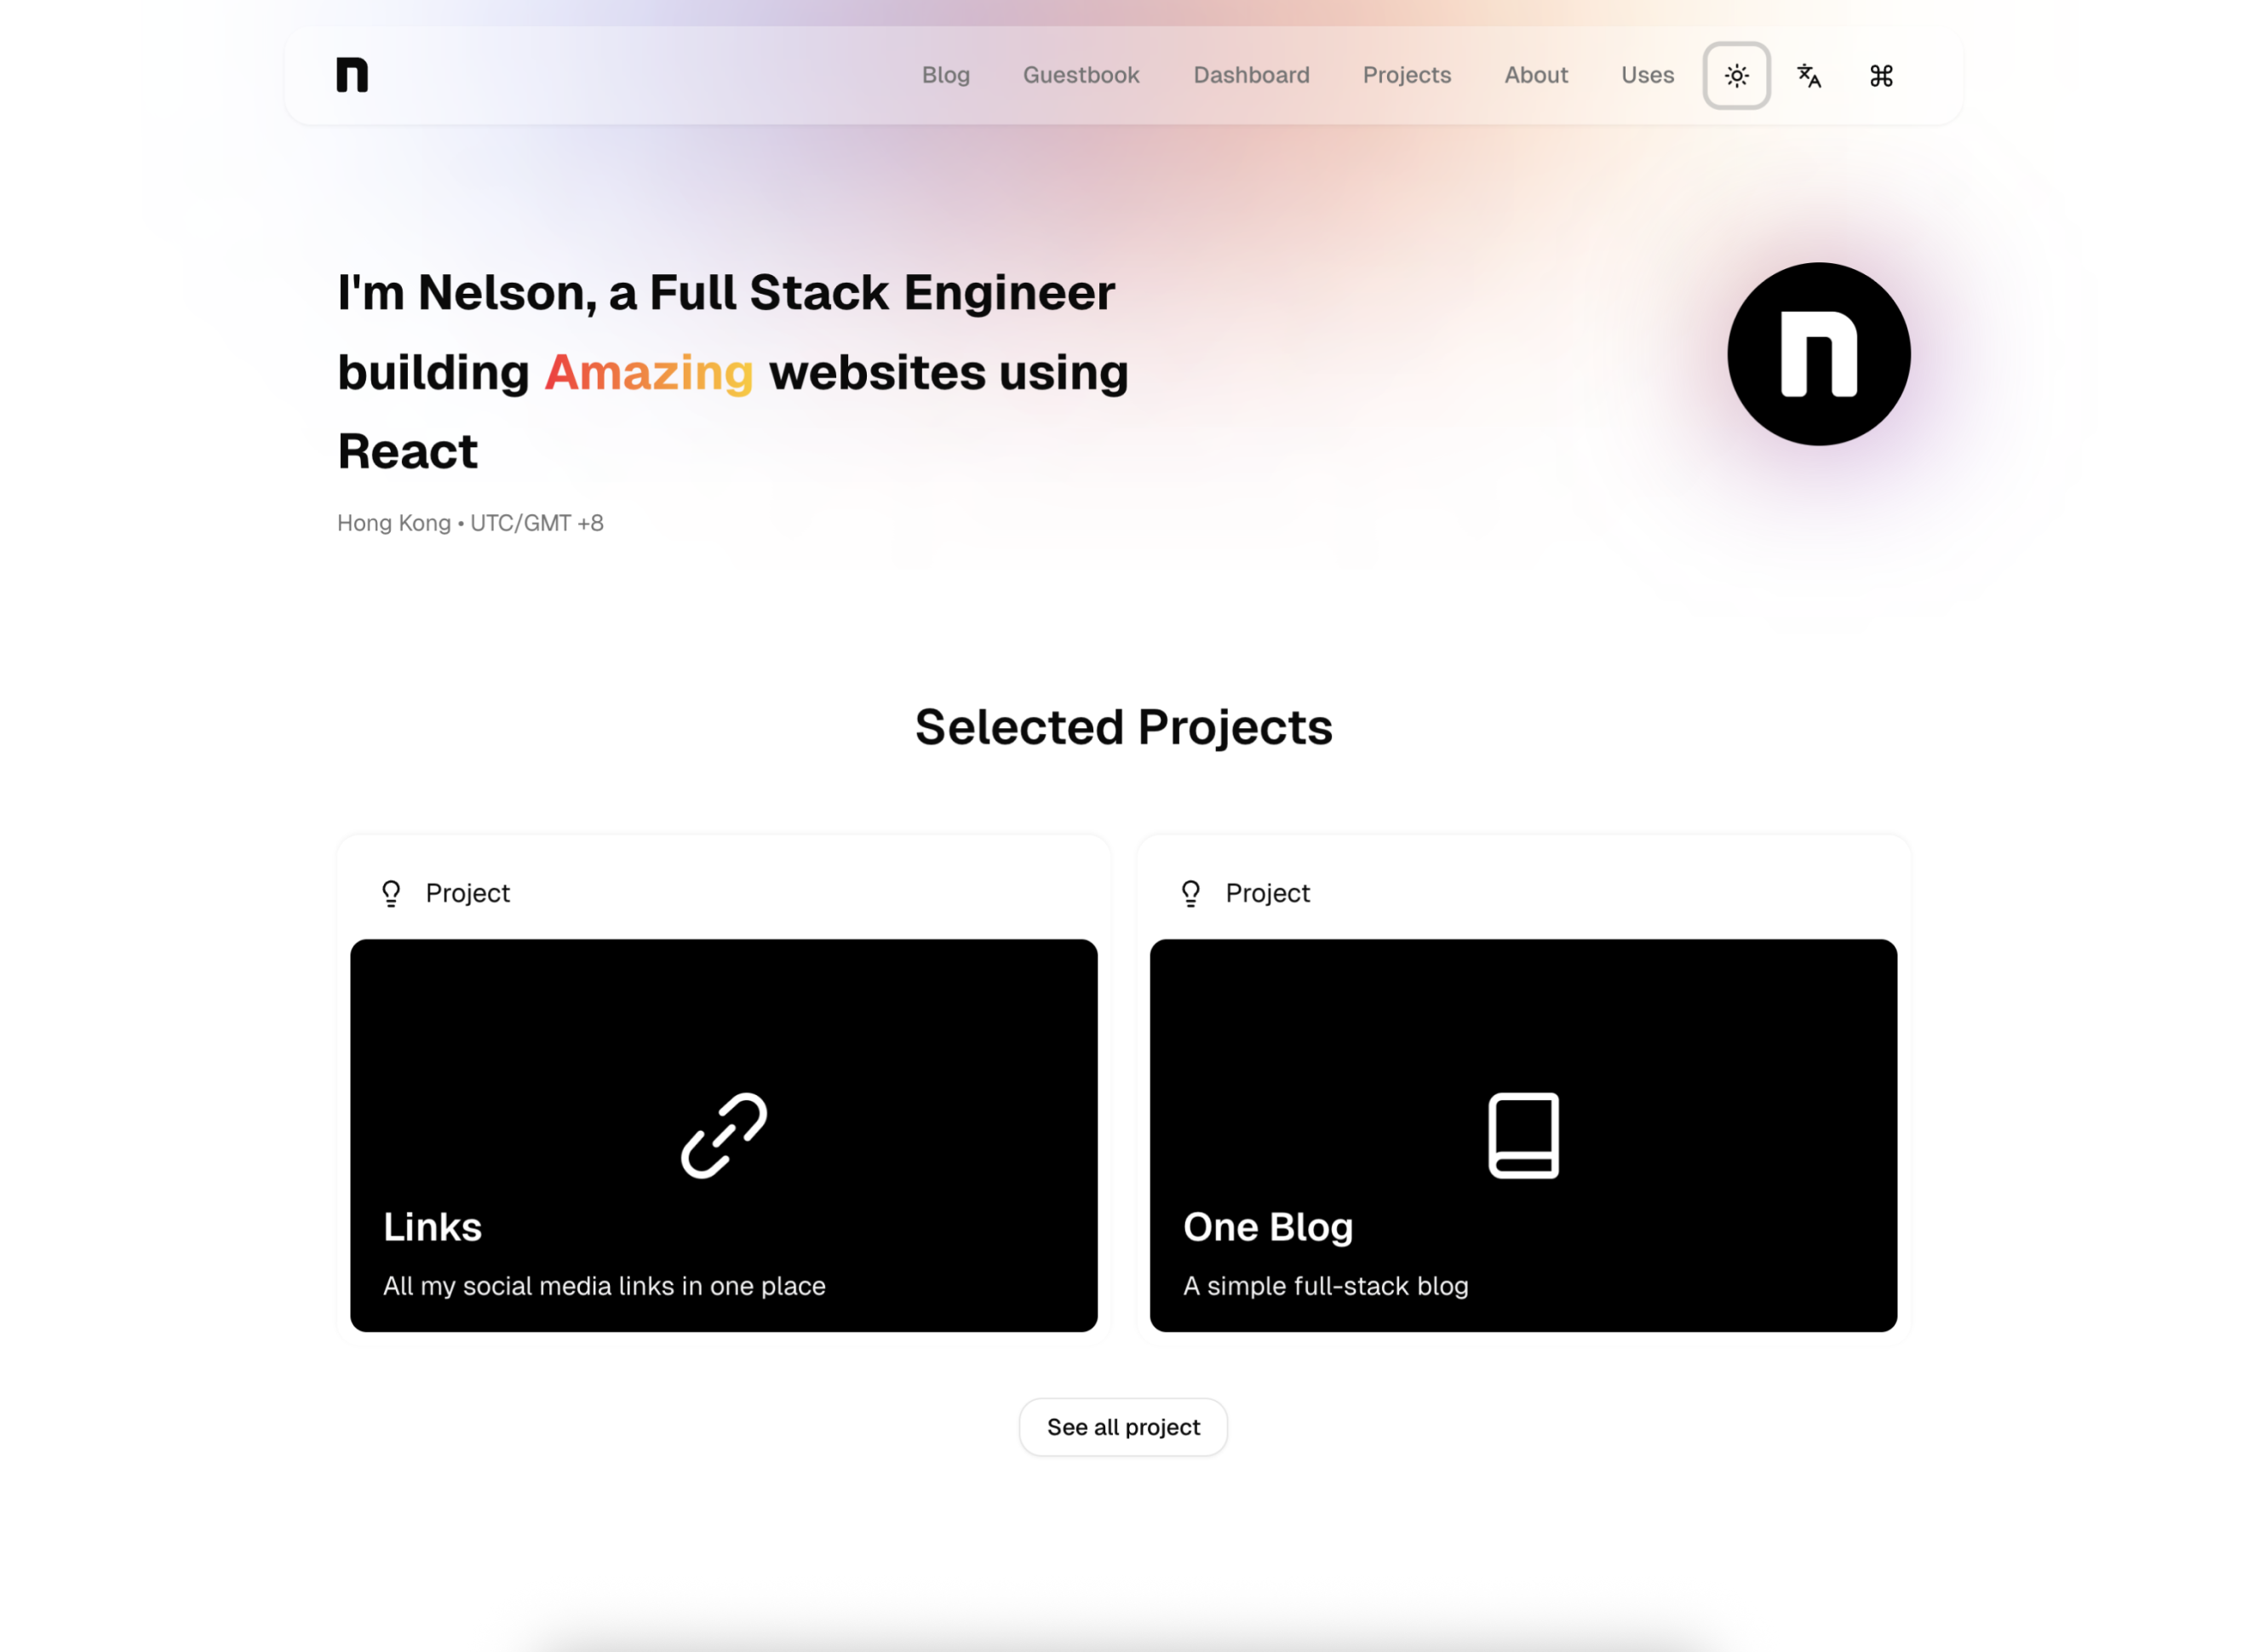 n
Blog Guestbook Dashboard Projects About Uses
I'm Nelson, a Full Stack Engineer
building Amazing websites using
React
Hong Kong • UTC/GMT +8
n
Selected Projects
Project
Links
All my social media links in one place
Project
One Blog
A simple full-stack blog
See all project